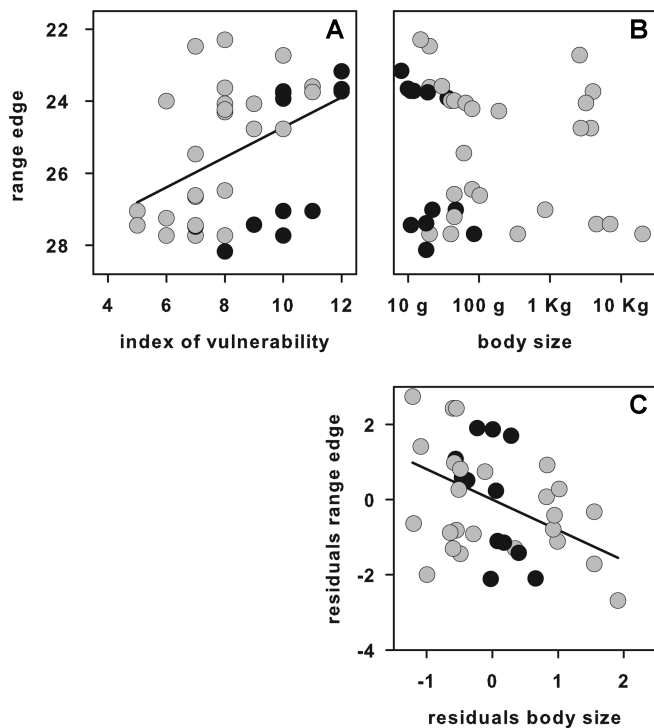 A
B
22
24
26
28
range edge
4 6 8 10 12
10 g 100 g 1 Kg 10 Kg
index of vulnerability
body size
C
2
0
-2
-4
residuals range edge
-1 0 1 2
residuals body size